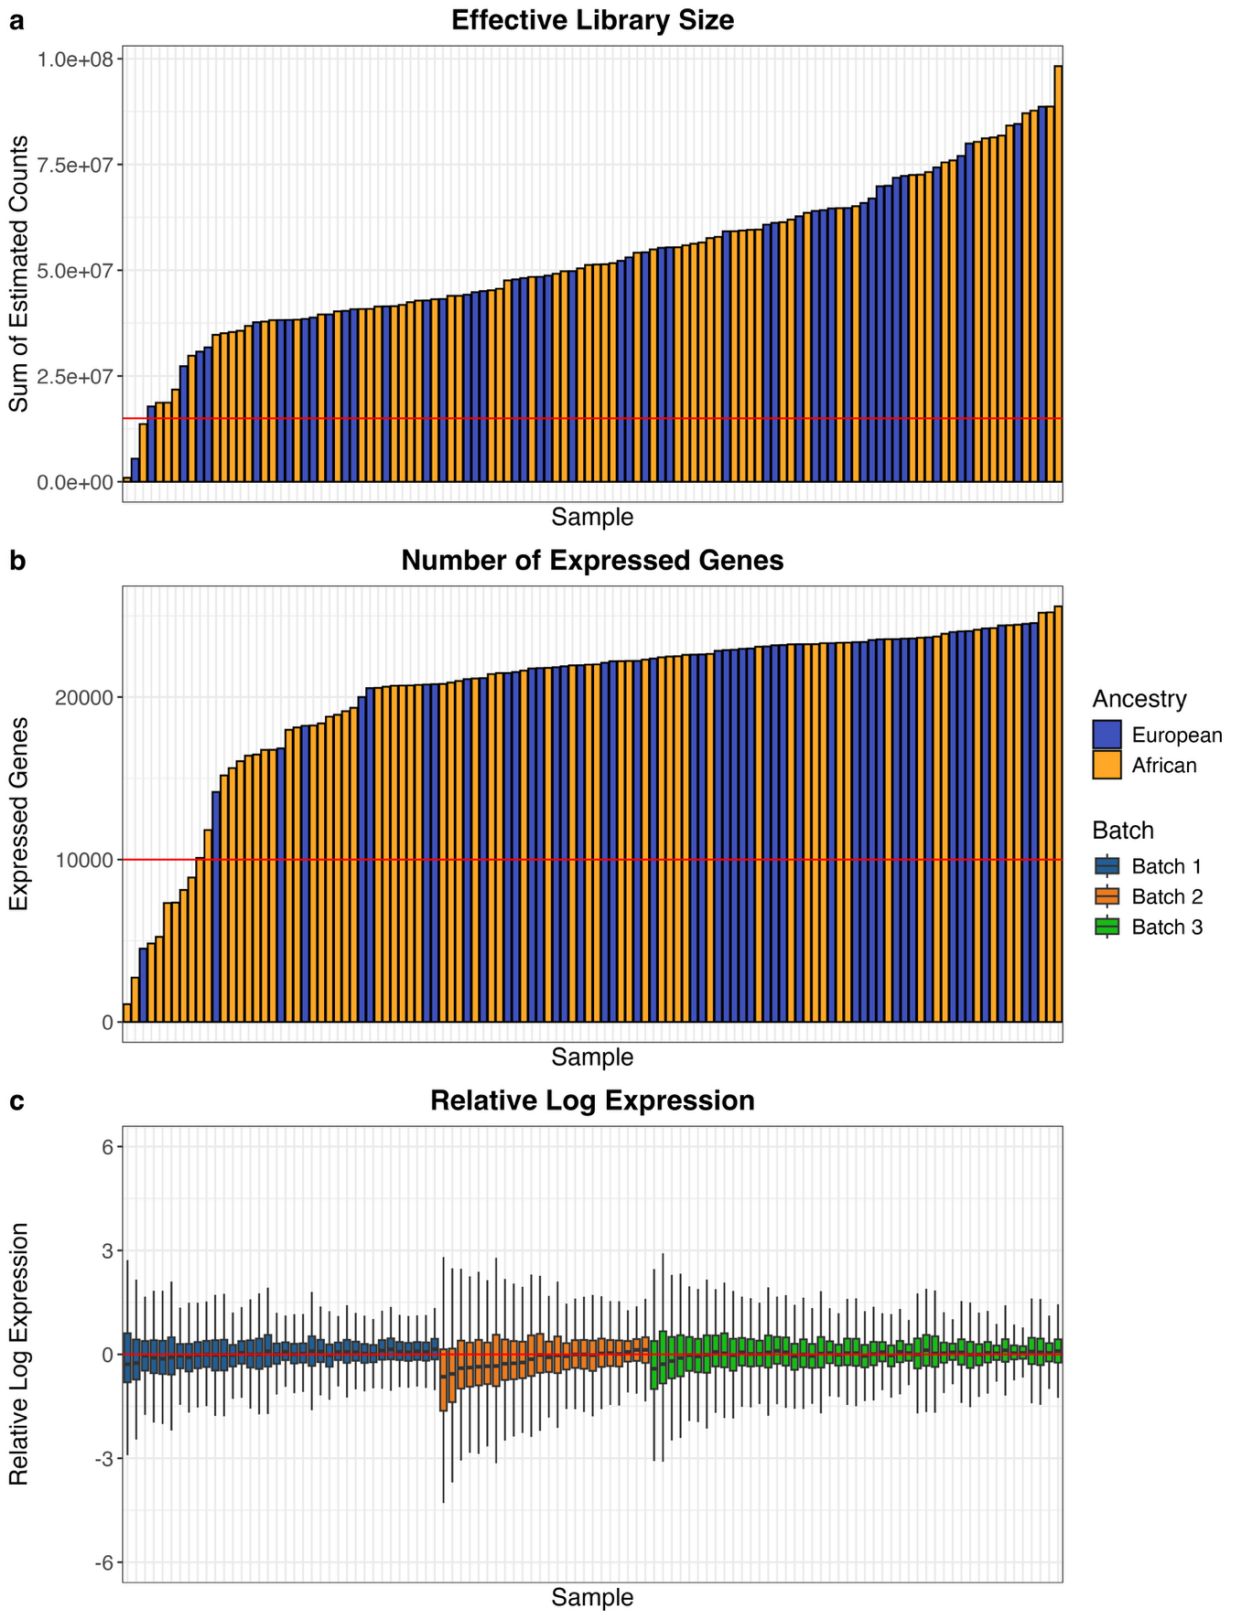 a
Effective Library Size
Sum of Estimated Counts
1.0e+08
7.5e+07
5.0e+07
2.5e+07
0.0e+00
Sample
b
Number of Expressed Genes
Expressed Genes
20000
10000
0
Sample
Ancestry
European
African
Batch
Batch 1
Batch 2
Batch 3
c
Relative Log Expression
Relative Log Expression
6
3
0
-3
-6
Sample